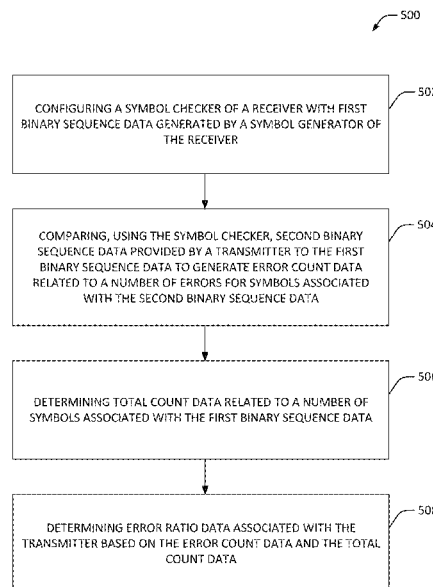 500
CONFIGURING A SYMBOL CHECKER OF A RECEIVER WITH FIRST
BINARY SEQUENCE DATA GENERATED BY A SYMBOL GENERATOR OF
THE RECEIVER
COMPARING, USING THE SYMBOL CHECKER, SECOND BINARY
SEQUENCE DATA PROVIDED BY A TRANSMITTER TO THE FIRST
BINARY SEQUENCE DATA TO GENERATE ERROR COUNT DATA
RELATED TO A NUMBER OF ERRORS FOR SYMBOLS ASSOCIATED
WITH THE SECOND BINARY SEQUENCE DATA
DETERMINING TOTAL COUNT DATA RELATED TO A NUMBER OF
SYMBOLS ASSOCIATED WITH THE FIRST BINARY SEQUENCE DATA
DETERMINING ERROR RATIO DATA ASSOCIATED WITH THE
TRANSMITTER BASED ON THE ERROR COUNT DATA AND THE TOTAL
COUNT DATA